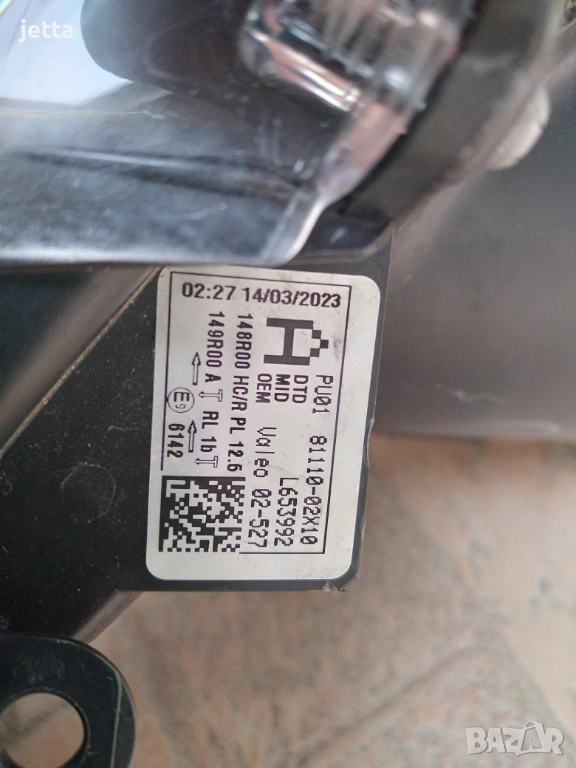 jetta
02:27 14/03/2023
PU01 81110-02X10
DTD L653992
MID
OEM Valeo 02-527
148R00 HC/R PL 12.6
149R00 A RL 1b
E9 6142
BAZAR